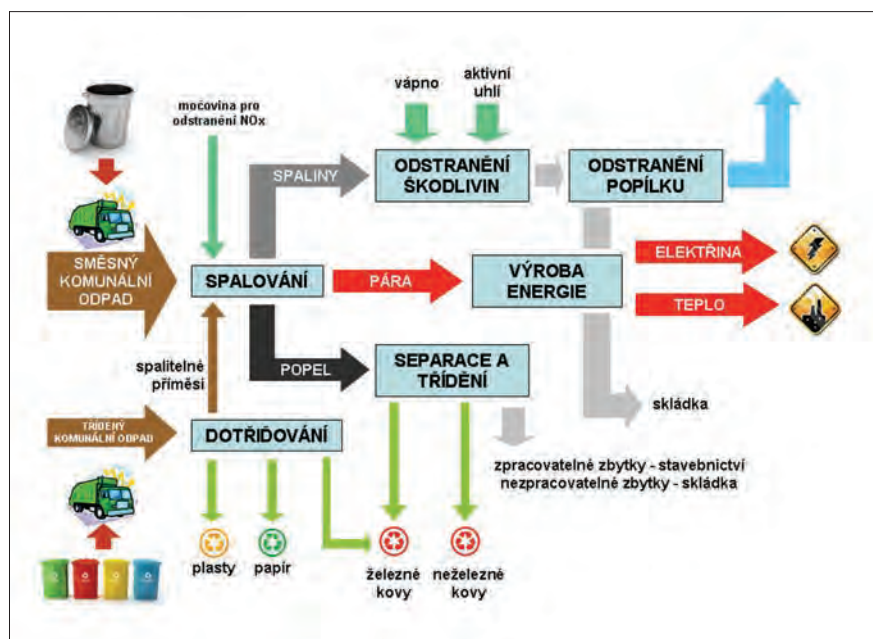 vápno
aktivní
uhlí
močovina pro
odstranění NOx
SPALINY
ODSTRANĚNÍ
ŠKODLIVIN
ODSTRANĚNÍ
POPÍLKU
SMĚSNÝ
KOMUNÁLNÍ
ODPAD
SPALOVÁNÍ
PÁRA
VÝROBA
ENERGIE
ELEKTŘINA
TEPLO
spalitelné
příměsi
POPEL
SEPARACE A
TŘÍDĚNÍ
skládka
TŘÍDĚNÝ
KOMUNÁLNÍ ODPAD
DOTŘIĎOVÁNÍ
zpracovatelné zbytky - stavebnictví
nezpracovatelné zbytky - skládka
plasty
papír
železné
kovy
neželezné
kovy